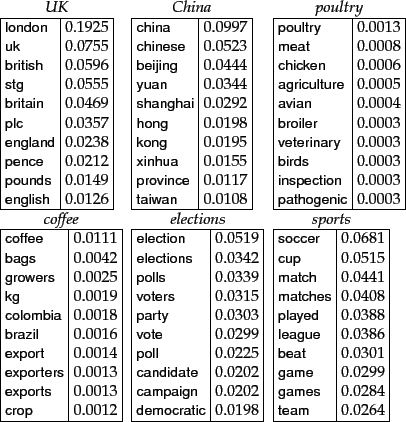 UK China poultry
london 0.1925 china 0.0997 poultry 0.0013
uk 0.0755 chinese 0.0523 meat 0.0008
british 0.0596 beijing 0.0444 chicken 0.0006
stg 0.0555 yuan 0.0344 agriculture 0.0005
britain 0.0469 shanghai 0.0292 avian 0.0004
plc 0.0357 hong 0.0198 broiler 0.0003
england 0.0238 kong 0.0195 veterinary 0.0003
pence 0.0212 xinhua 0.0155 birds 0.0003
pounds 0.0149 province 0.0117 inspection 0.0003
english 0.0126 taiwan 0.0108 pathogenic 0.0003
coffee elections sports
coffee 0.0111 election 0.0519 soccer 0.0681
bags 0.0042 elections 0.0342 cup 0.0515
growers 0.0025 polls 0.0339 match 0.0441
kg 0.0019 voters 0.0315 matches 0.0408
colombia 0.0018 party 0.0303 played 0.0388
brazil 0.0016 vote 0.0299 league 0.0386
export 0.0014 poll 0.0225 beat 0.0301
exporters 0.0013 candidate 0.0202 game 0.0299
exports 0.0013 campaign 0.0202 games 0.0284
crop 0.0012 democratic 0.0198 team 0.0264